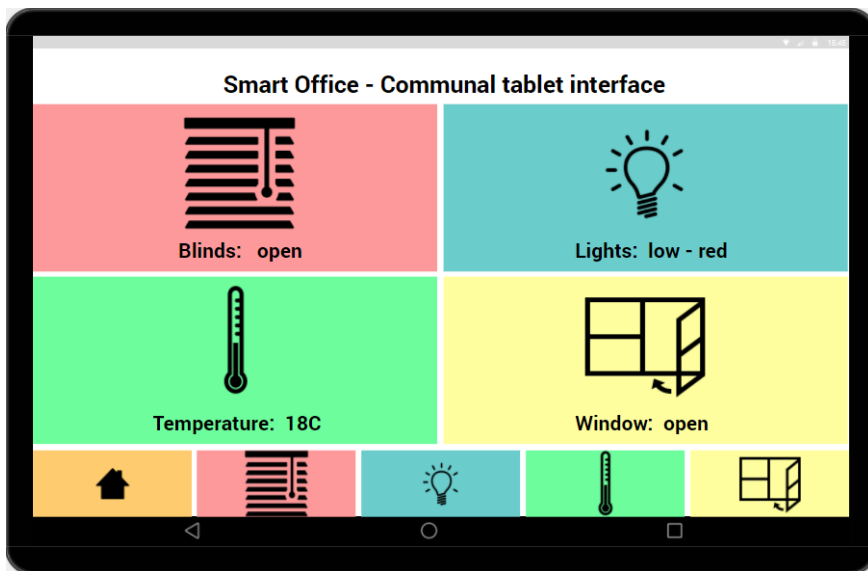 Smart Office - Communal tablet interface
Blinds: open
Lights: low - red
Temperature: 18C
Window: open